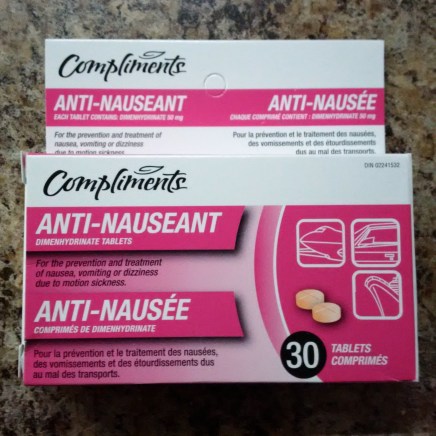 Compliments
ANTI-NAUSEANT
EACH TABLET CONTAINS: DIMENHYDRINATE 50 mg
For the prevention and treatment of
nausea, vomiting or dizziness
due to motion sickness.
ANTI-NAUSÉE
CHAQUE COMPRIMÉ CONTIENT : DIMENHYDRINATE 50 mg
Pour la prévention et le traitement des nausées,
des vomissements et des étourdissements dus
au mal des transports.
Compliments
DIN 02241532
ANTI-NAUSEANT
DIMENHYDRINATE TABLETS
For the prevention and treatment
of nausea, vomiting or dizziness
due to motion sickness.
ANTI-NAUSÉE
COMPRIMÉS DE DIMENHYDRINATE
Pour la prévention et le traitement des nausées,
des vomissements et des étourdissements dus
au mal des transports.
30 TABLETS
COMPRIMÉS